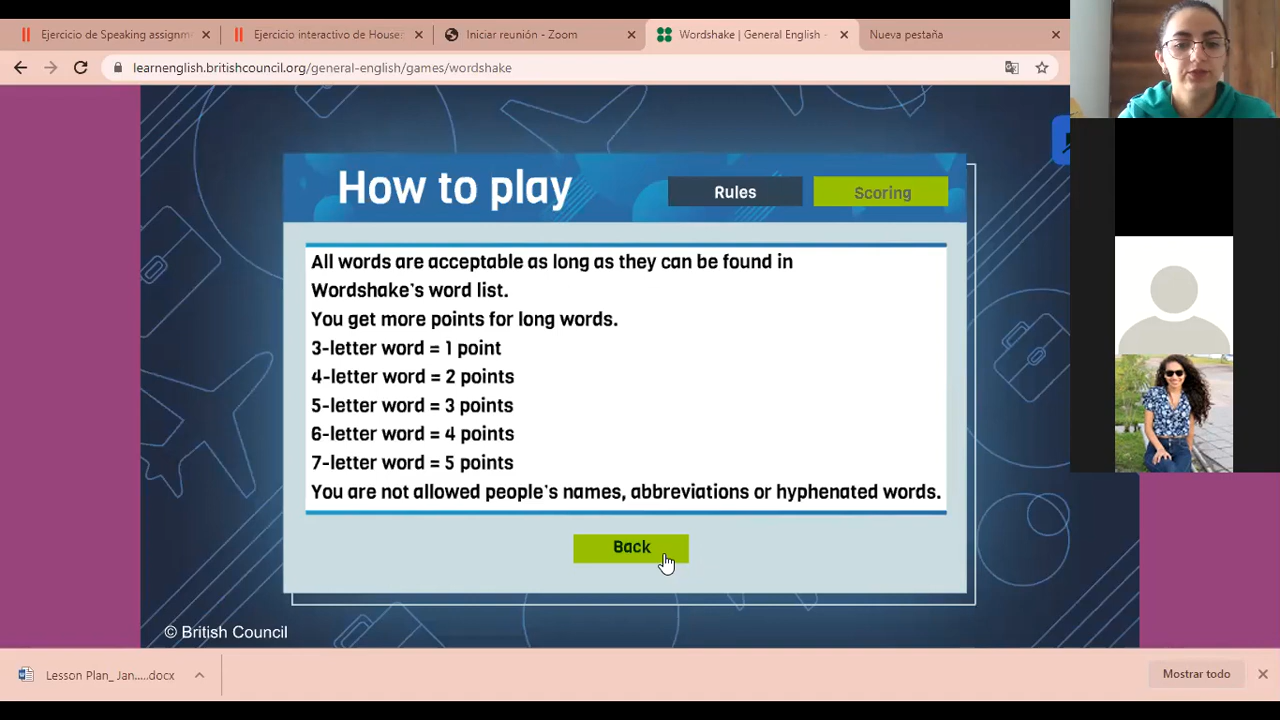 Ejercicio de Speaking assignm
Ejercicio interactivo de House
Iniciar reunión - Zoom
Wordshake | General English -
Nueva pestaña
learnenglish.britishcouncil.org/general-english/games/wordshake
How to play
Rules
Scoring
All words are acceptable as long as they can be found in
Wordshake's word list.
You get more points for long words.
3-letter word = 1 point
4-letter word = 2 points
5-letter word = 3 points
6-letter word = 4 points
7-letter word = 5 points
You are not allowed people's names, abbreviations or hyphenated words.
Back
© British Council
Lesson Plan_ Jan.....docx
Mostrar todo